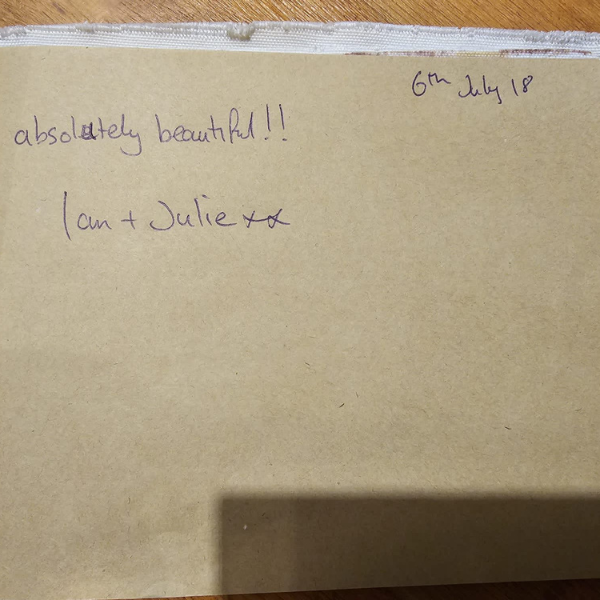 6th July 18
absolutely beautiful!!
Ian + Julie xx